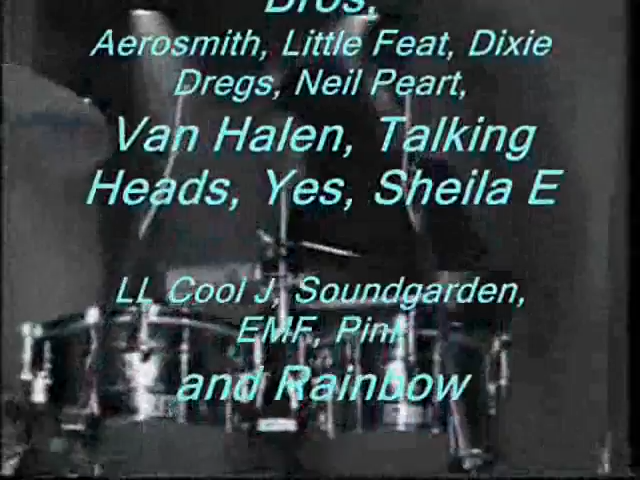 Bros,
Aerosmith, Little Feat, Dixie
Dregs, Neil Peart,
Van Halen, Talking
Heads, Yes, Sheila E
LL Cool J, Soundgarden,
EMF, Pink
and Rainbow